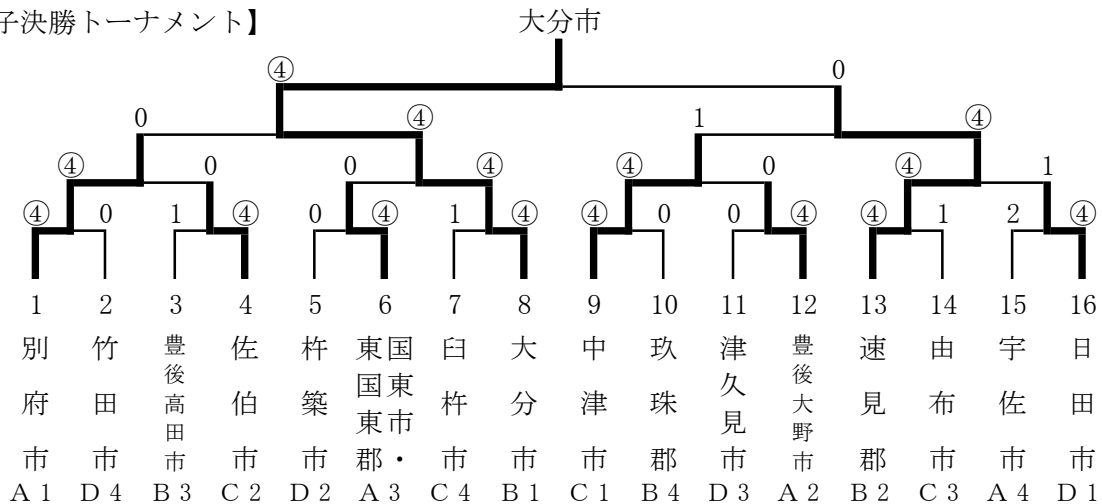 子決勝トーナメント】 大分市
④ 0
0 ④ 1 ④
④ 0 0 ④ ④ 0 ④ 1
④ 0 1 ④ 0 ④ 1 ④ ④ 0 0 ④ ④ 1 2 ④
1 2 3 4 5 6 7 8 9 10 11 12 13 14 15 16
別府市 竹田市 豊後高田市 佐伯市 杵築市 国東市・東国東郡 臼杵市 大分市 中津市 玖珠郡 津久見市 豊後大野市 速見郡 由布市 宇佐市 日田市
A1 D4 B3 C2 D2 A3 C4 B1 C1 B4 D3 A2 B2 C3 A4 D1